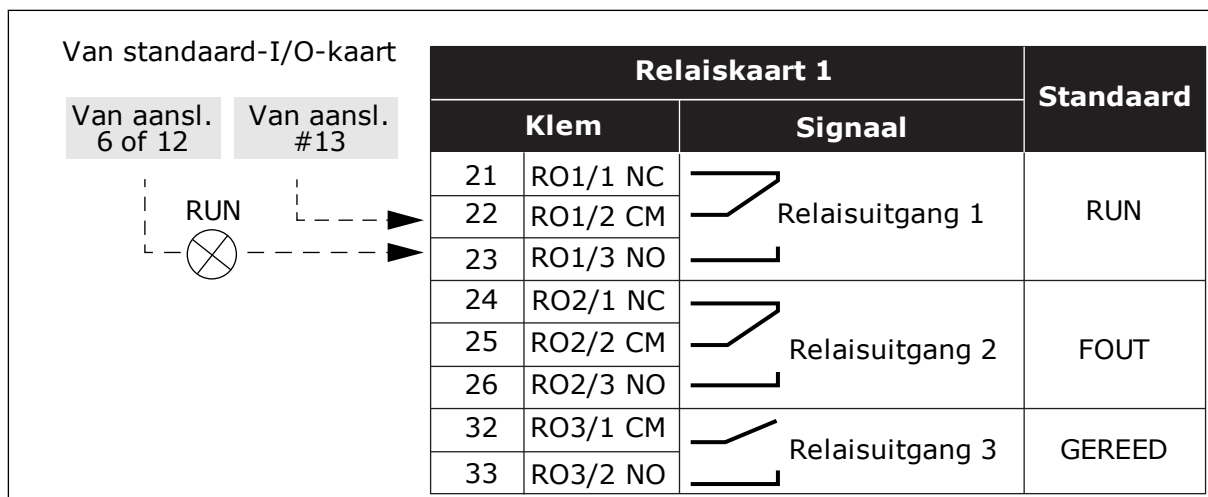 Van standaard-I/O-kaart
Van aansl.
6 of 12
Van aansl.
#13
RUN
Relaiskaart 1
Standaard
Klem
Signaal
21 RO1/1 NC
22 RO1/2 CM
23 RO1/3 NO
Relaisuitgang 1
RUN
24 RO2/1 NC
25 RO2/2 CM
26 RO2/3 NO
Relaisuitgang 2
FOUT
32 RO3/1 CM
33 RO3/2 NO
Relaisuitgang 3
GEREED